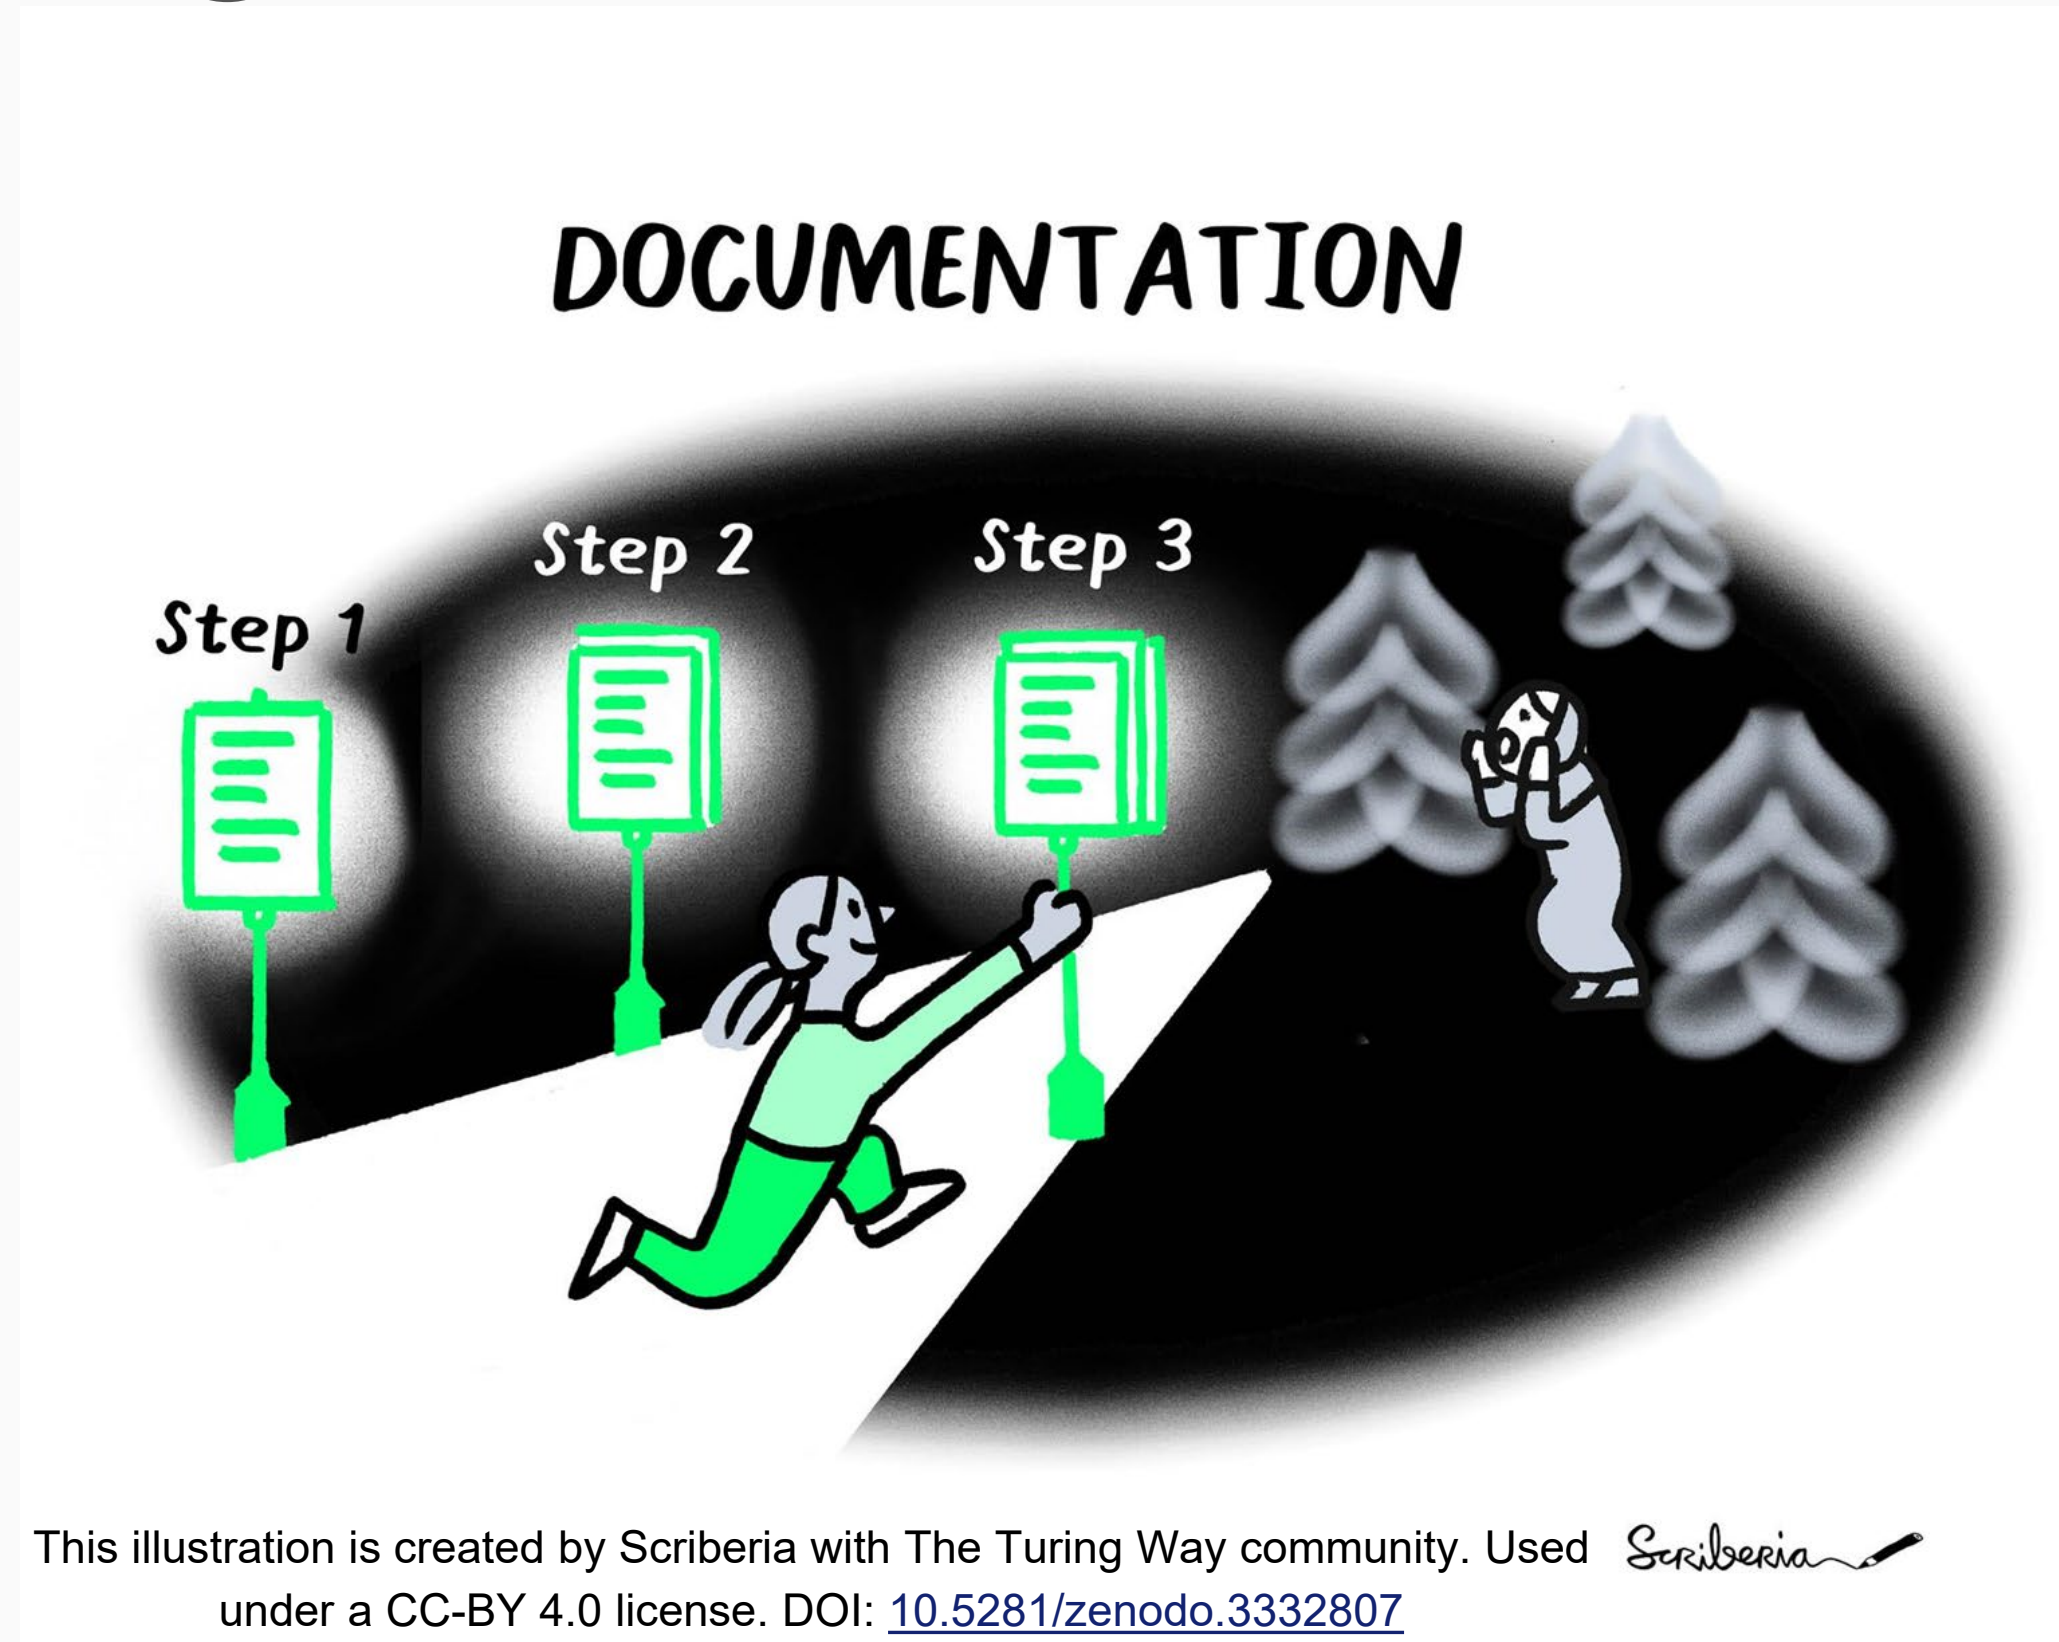 DOCUMENTATION
Step 1
Step 2
Step 3
This illustration is created by Scriberia with The Turing Way community. Used
under a CC-BY 4.0 license. DOI: 10.5281/zenodo.3332807
Scriberia